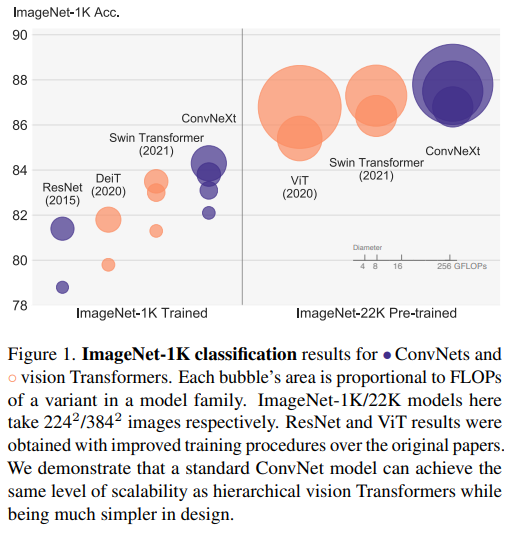 ImageNet-1K Acc.
90
88
86
84
82
80
78
ResNet
(2015)
DeiT
(2020)
Swin Transformer
(2021)
ConvNeXt
ViT
(2020)
Swin Transformer
(2021)
ConvNeXt
Diameter
4 8 16 256 GFLOPs
ImageNet-1K Trained
ImageNet-22K Pre-trained
Figure 1. ImageNet-1K classification results for • ConvNets and
○ vision Transformers. Each bubble's area is proportional to FLOPs
of a variant in a model family. ImageNet-1K/22K models here
take 224²/384² images respectively. ResNet and ViT results were
obtained with improved training procedures over the original papers.
We demonstrate that a standard ConvNet model can achieve the
same level of scalability as hierarchical vision Transformers while
being much simpler in design.